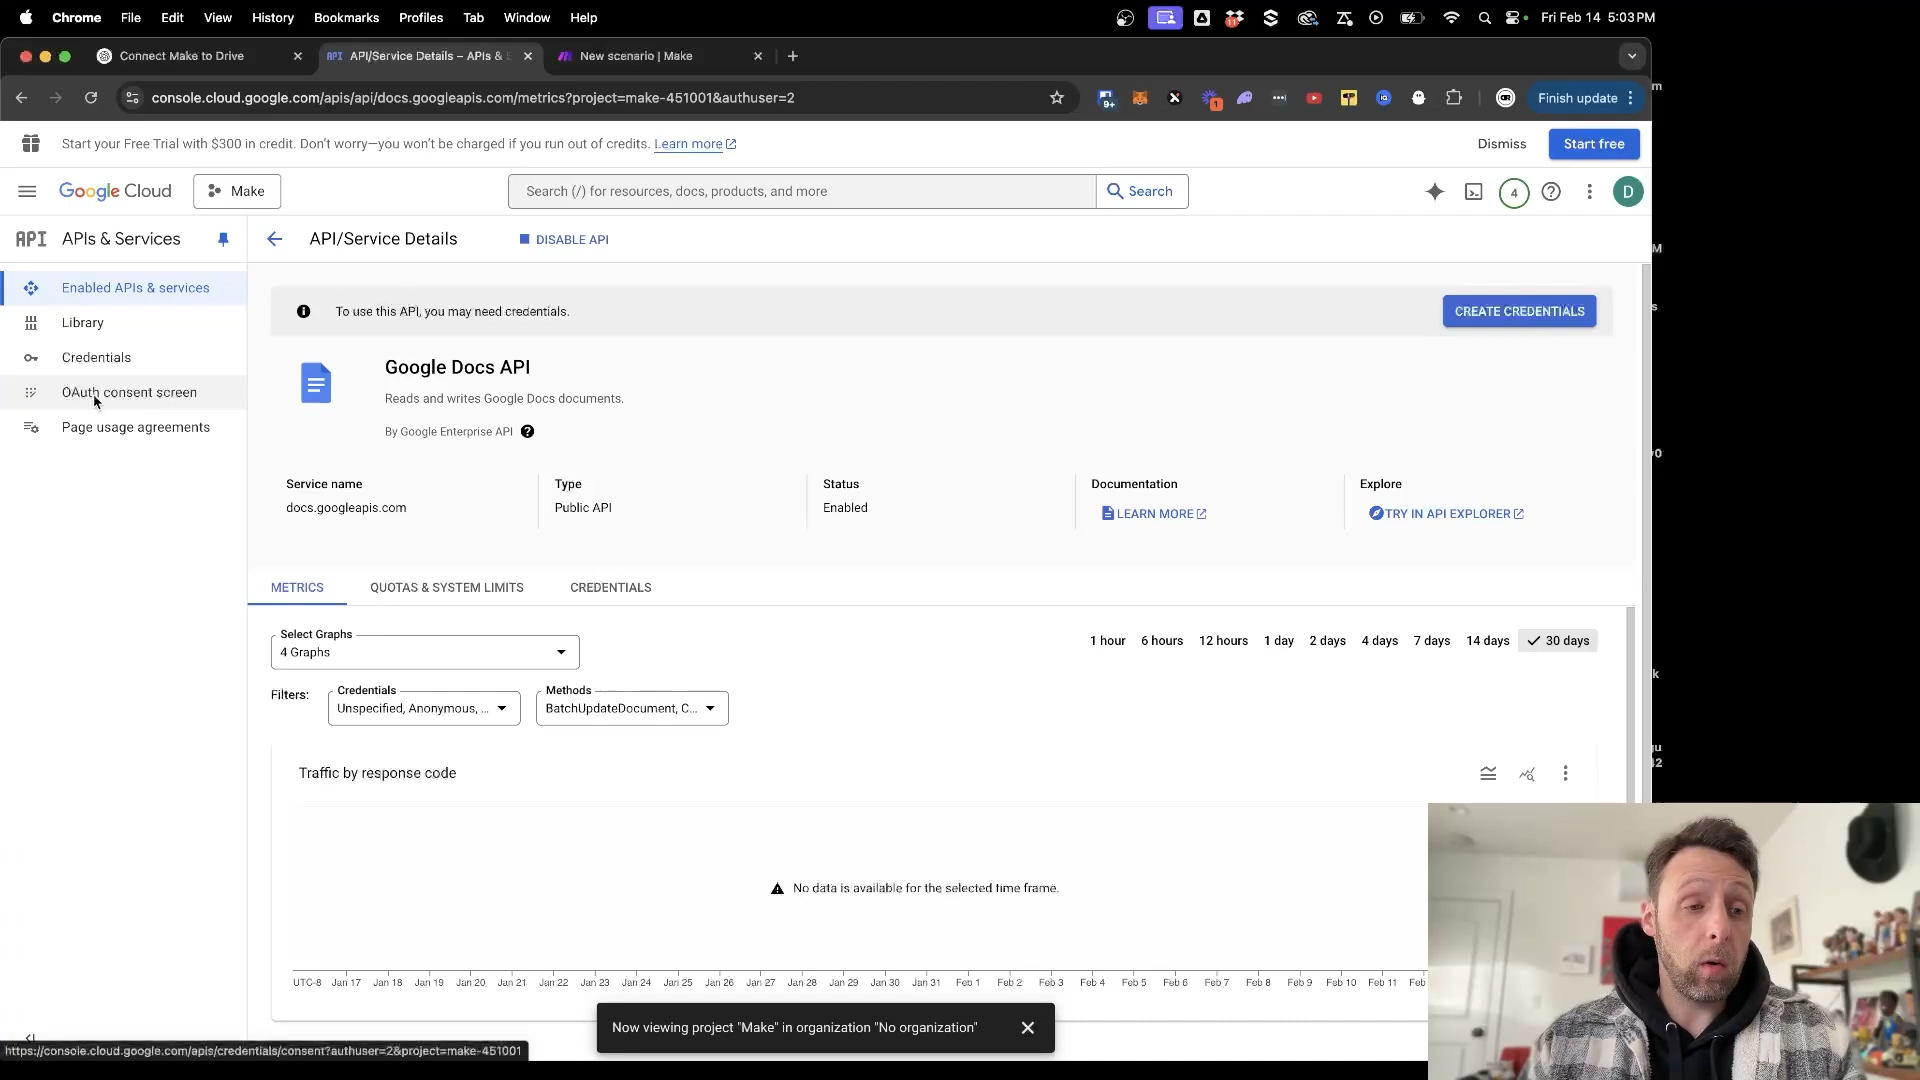 Chrome File Edit View History Bookmarks Profiles Tab Window Help
11
Fri Feb 14 5:03 PM
Connect Make to Drive
API API/Service Details – APIs &
New scenario | Make
console.cloud.google.com/apis/api/docs.googleapis.com/metrics?project=make-451001&authuser=2
9+
1
Finish update
Start your Free Trial with $300 in credit. Don't worry—you won't be charged if you run out of credits. Learn more
Dismiss
Start free
Google Cloud
Make
Search (/) for resources, docs, products, and more
Search
4
D
API APIs & Services
API/Service Details
DISABLE API
Enabled APIs & services
Library
Credentials
OAuth consent screen
Page usage agreements
To use this API, you may need credentials.
CREATE CREDENTIALS
Google Docs API
Reads and writes Google Docs documents.
By Google Enterprise API
Service name
docs.googleapis.com
Type
Public API
Status
Enabled
Documentation
LEARN MORE
Explore
TRY IN API EXPLORER
METRICS
QUOTAS & SYSTEM LIMITS
CREDENTIALS
Select Graphs
4 Graphs
1 hour 6 hours 12 hours 1 day 2 days 4 days 7 days 14 days 30 days
Filters:
Credentials
Unspecified, Anonymous, ...
Methods
BatchUpdateDocument, C...
Traffic by response code
No data is available for the selected time frame.
UTC-8 Jan 17 Jan 18 Jan 19 Jan 20 Jan 21 Jan 22 Jan 23 Jan 24 Jan 25 Jan 26 Jan 27 Jan 28 Jan 29 Jan 30 Jan 31 Feb 1 Feb 2 Feb 3 Feb 4 Feb 5 Feb 6 Feb 7 Feb 8 Feb 9 Feb 10 Feb 11 Feb
Now viewing project "Make" in organization "No organization"
https://console.cloud.google.com/apis/credentials/consent?authuser=2&project=make-451001